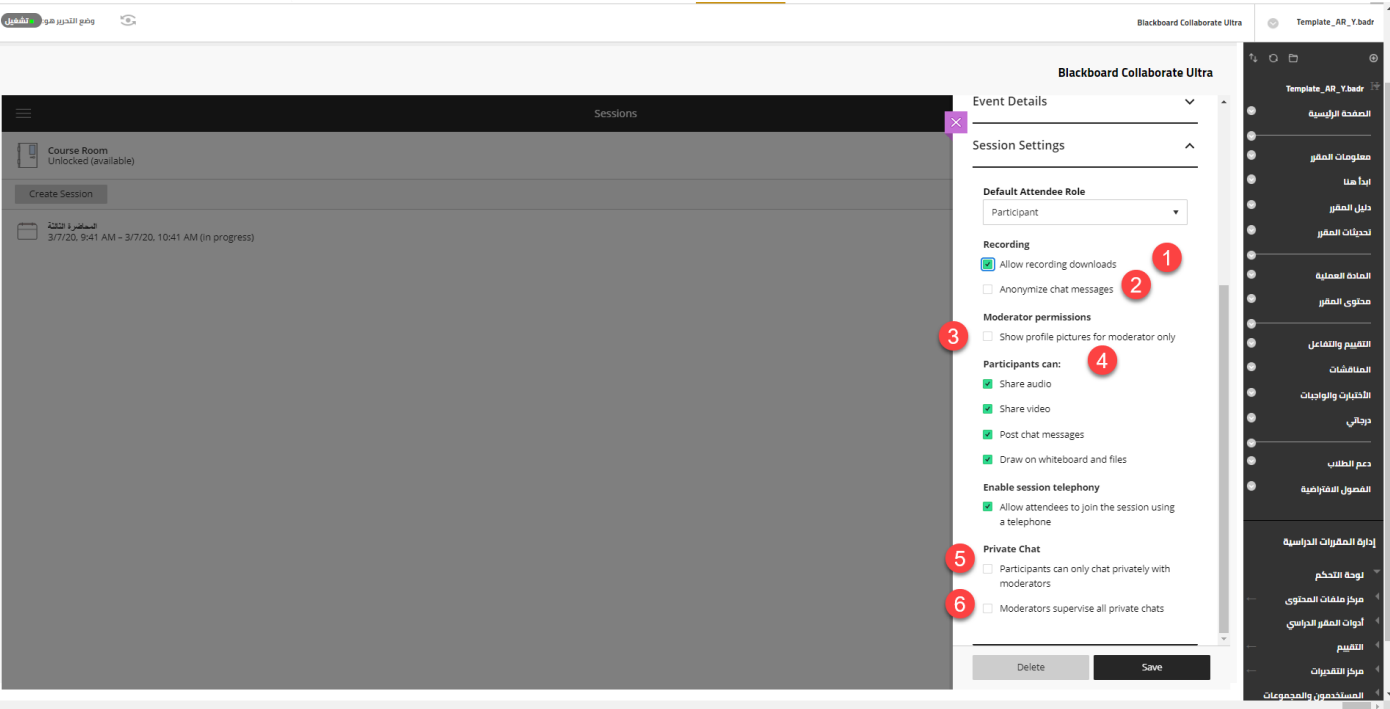 وضع التحرير هو: تشغيل
Blackboard Collaborate Ultra
Template_AR_Y.badr
Blackboard Collaborate Ultra
Sessions
Course Room
Unlocked (available)
Create Session
المحاضرة الثالثة
3/7/20, 9:41 AM – 3/7/20, 10:41 AM (in progress)
Event Details
Session Settings
Default Attendee Role
Participant
Recording
Allow recording downloads
1
Anonymize chat messages
2
Moderator permissions
3
Show profile pictures for moderator only
Participants can:
4
Share audio
Share video
Post chat messages
Draw on whiteboard and files
Enable session telephony
Allow attendees to join the session using
a telephone
Private Chat
5
Participants can only chat privately with
moderators
6
Moderators supervise all private chats
Delete
Save
Template_AR_Y.badr
الصفحة الرئيسية
معلومات المقرر
ابدأ هنا
دليل المقرر
تحديثات المقرر
المادة العملية
محتوى المقرر
التقييم والتفاعل
المناقشات
الأختبارت والواجبات
درجاتي
دعم الطلاب
الفصول الافتراضية
إدارة المقررات الدراسية
لوحة التحكم
مركز ملفات المحتوى
أدوات المقرر الدراسي
التقييم
مركز التقديرات
المستخدمون والمجموعات